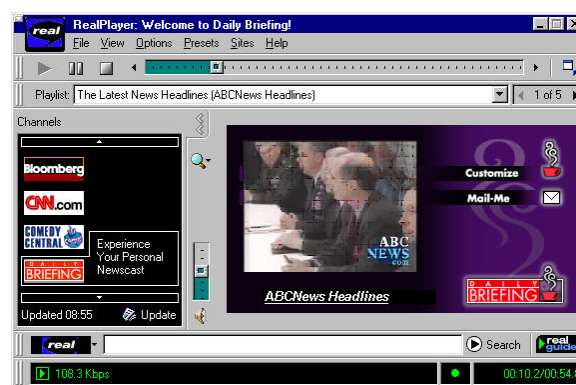 real
RealPlayer: Welcome to Daily Briefing!
File View Options Presets Sites Help
Playlist: The Latest News Headlines (ABCNews Headlines)
1 of 5
Channels
Bloomberg
CNN.com
COMEDY
CENTRAL
Experience
Your Personal
Newscast
DAILY
BRIEFING
Updated 08:55
Update
Customize
Mail-Me
ABC
NEWS
.com
ABCNews Headlines
DAILY
BRIEFING
real
Search
real
guide
108.3 Kbps
00:10.2/00:54.